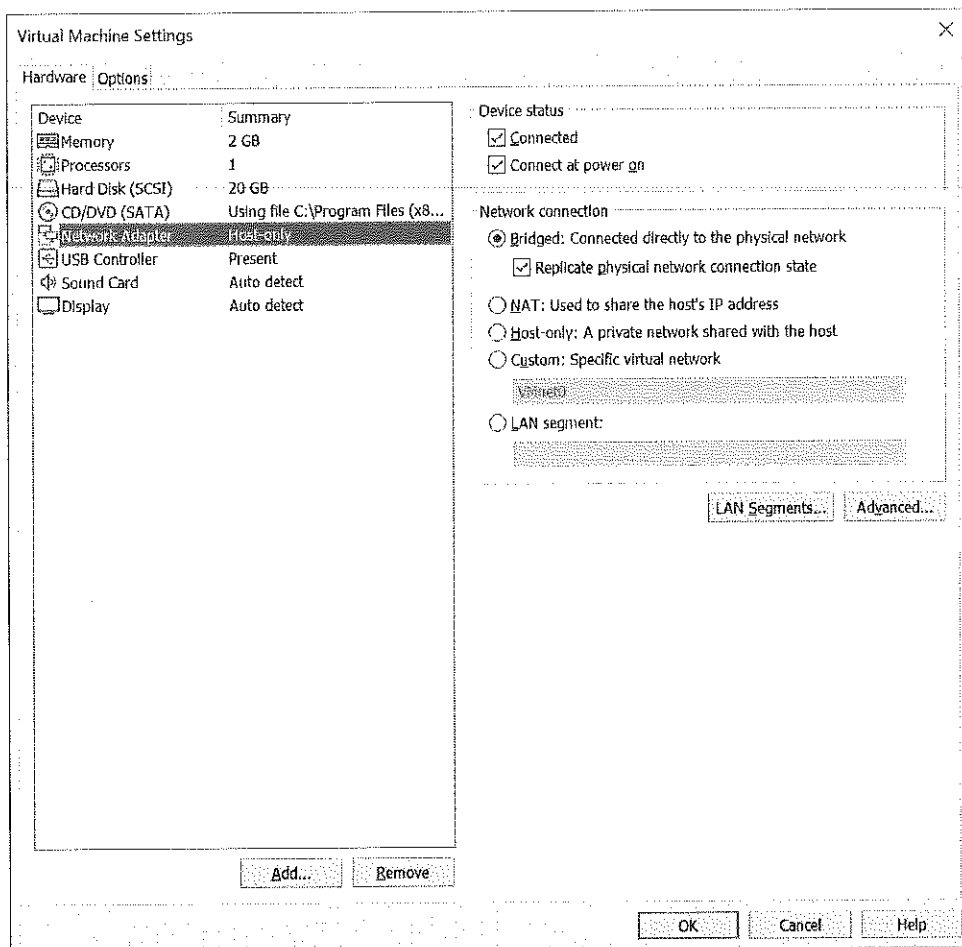 Virtual Machine Settings
Hardware Options
Device Summary
Memory 2 GB
Processors 1
Hard Disk (SCSI) 20 GB
CD/DVD (SATA) Using file C:\Program Files (x8...
Network Adapter Host-only
USB Controller Present
Sound Card Auto detect
Display Auto detect
Add... Remove
Device status
Connected
Connect at power on
Network connection
Bridged: Connected directly to the physical network
Replicate physical network connection state
NAT: Used to share the host's IP address
Host-only: A private network shared with the host
Custom: Specific virtual network
LAN segment:
LAN Segments... Advanced...
OK Cancel Help